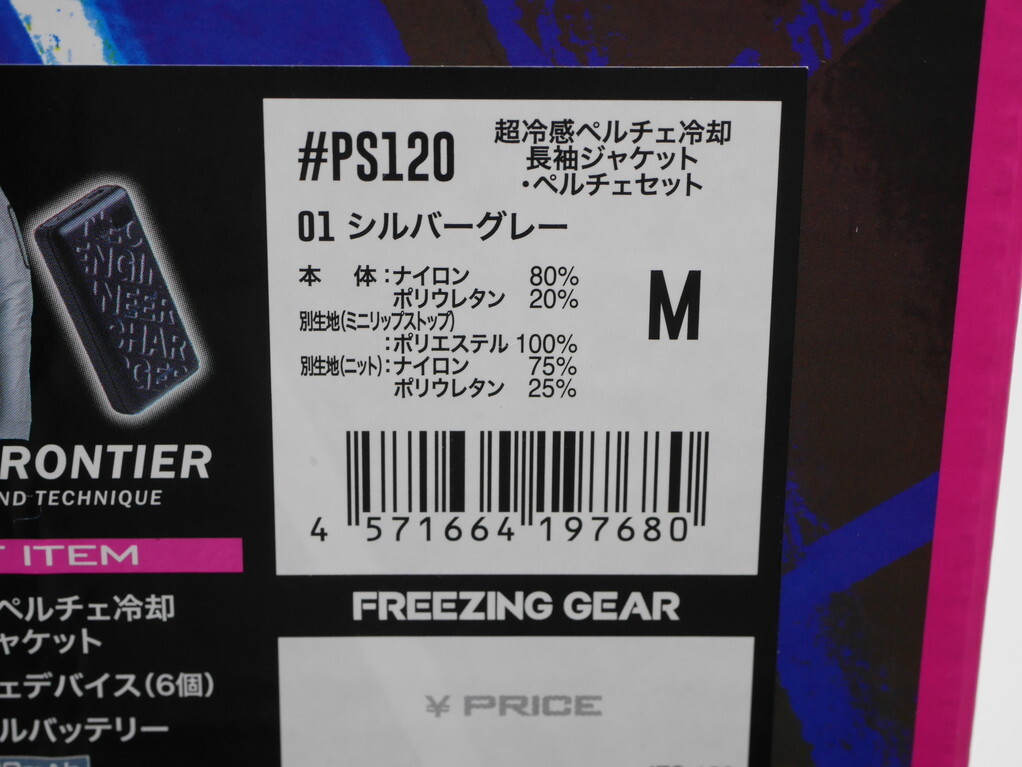 #PS120
超冷感ペルチェ冷却
長袖ジャケット
・ペルチェセット
01 シルバーグレー
本 体：ナイロン 80%
ポリウレタン 20%
別生地(ミニリップストップ)
：ポリエステル 100%
別生地(ニット)：ナイロン 75%
ポリウレタン 25%
M
4 571664 197680
FREEZING GEAR
¥ PRICE
ENGIN
NEER
CHAR
GER
RONTIER
ND TECHNIQUE
T ITEM
ペルチェ冷却
ャケット
ェデバイス(6個)
ルバッテリー